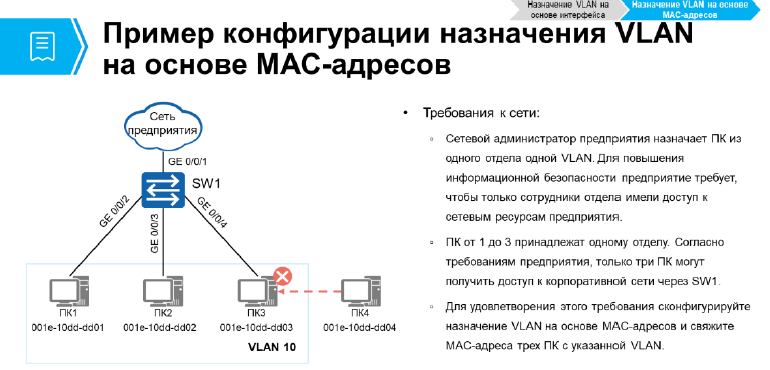 Назначение VLAN на
основе интерфейса
Назначение VLAN на основе
MAC-адресов
Пример конфигурации назначения VLAN
на основе MAC-адресов
Сеть
предприятия
GE 0/0/1
SW1
GE 0/0/2
GE 0/0/3
GE 0/0/4
ПК1
001e-10dd-dd01
ПК2
001e-10dd-dd02
ПК3
001e-10dd-dd03
ПК4
001e-10dd-dd04
VLAN 10
• Требования к сети:
▫ Сетевой администратор предприятия назначает ПК из
одного отдела одной VLAN. Для повышения
информационной безопасности предприятие требует,
чтобы только сотрудники отдела имели доступ к
сетевым ресурсам предприятия.
▫ ПК от 1 до 3 принадлежат одному отделу. Согласно
требованиям предприятия, только три ПК могут
получить доступ к корпоративной сети через SW1.
▫ Для удовлетворения этого требования сконфигурируйте
назначение VLAN на основе MAC-адресов и свяжите
MAC-адреса трех ПК с указанной VLAN.